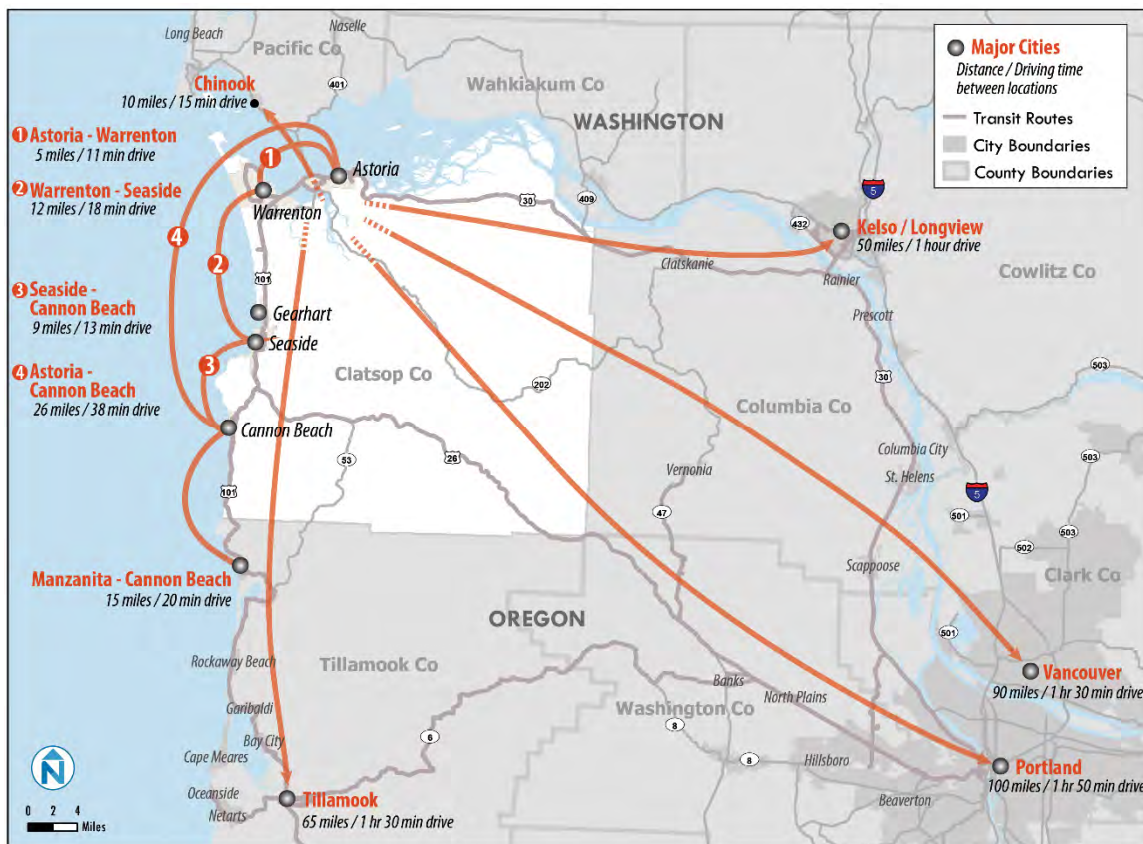 Long Beach
Naselle
Pacific Co
401
Wahkiakum Co
Chinook
10 miles / 15 min drive
WASHINGTON
Major Cities
Distance / Driving time
between locations
Transit Routes
City Boundaries
County Boundaries
1 Astoria - Warrenton
5 miles / 11 min drive
2 Warrenton - Seaside
12 miles / 18 min drive
3 Seaside -
Cannon Beach
9 miles / 13 min drive
4 Astoria -
Cannon Beach
26 miles / 38 min drive
1
Astoria
Warrenton
4
2
101
3
Gearhart
Seaside
Cannon Beach
Clatsop Co
30
409
432
5
Kelso / Longview
50 miles / 1 hour drive
Clatskanie
Rainier
Cowlitz Co
Prescott
30
503
202
Columbia Co
53
26
101
Vernonia
47
Columbia City
St. Helens
5
501
503
503
502
Scappoose
Clark Co
501
Manzanita - Cannon Beach
15 miles / 20 min drive
OREGON
Rockaway Beach
Tillamook Co
Garibaldi
Bay City
Cape Meares
Oceanside
Netarts
6
Banks
North Plains
Washington Co
8
8
Hillsboro
Beaverton
Vancouver
90 miles / 1 hr 30 min drive
Portland
100 miles / 1 hr 50 min drive
Tillamook
65 miles / 1 hr 30 min drive
N
0 2 4
Miles